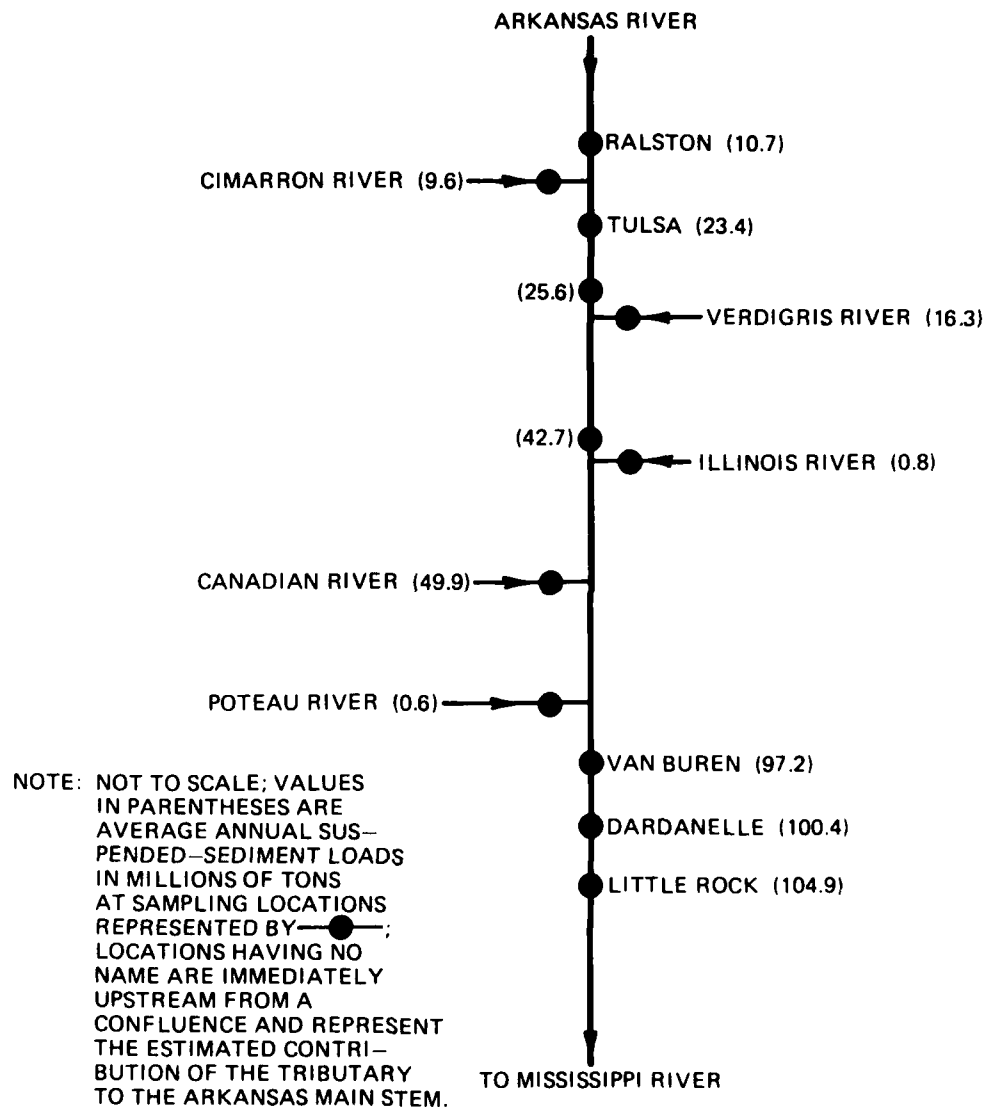 ARKANSAS RIVER
RALSTON (10.7)
CIMARRON RIVER (9.6)
TULSA (23.4)
(25.6)
VERDIGRIS RIVER (16.3)
(42.7)
ILLINOIS RIVER (0.8)
CANADIAN RIVER (49.9)
POTEAU RIVER (0.6)
VAN BUREN (97.2)
DARDANELLE (100.4)
LITTLE ROCK (104.9)
NOTE: NOT TO SCALE; VALUES
IN PARENTHESES ARE
AVERAGE ANNUAL SUS–
PENDED–SEDIMENT LOADS
IN MILLIONS OF TONS
AT SAMPLING LOCATIONS
REPRESENTED BY —●—;
LOCATIONS HAVING NO
NAME ARE IMMEDIATELY
UPSTREAM FROM A
CONFLUENCE AND REPRESENT
THE ESTIMATED CONTRI–
BUTION OF THE TRIBUTARY
TO THE ARKANSAS MAIN STEM.
TO MISSISSIPPI RIVER